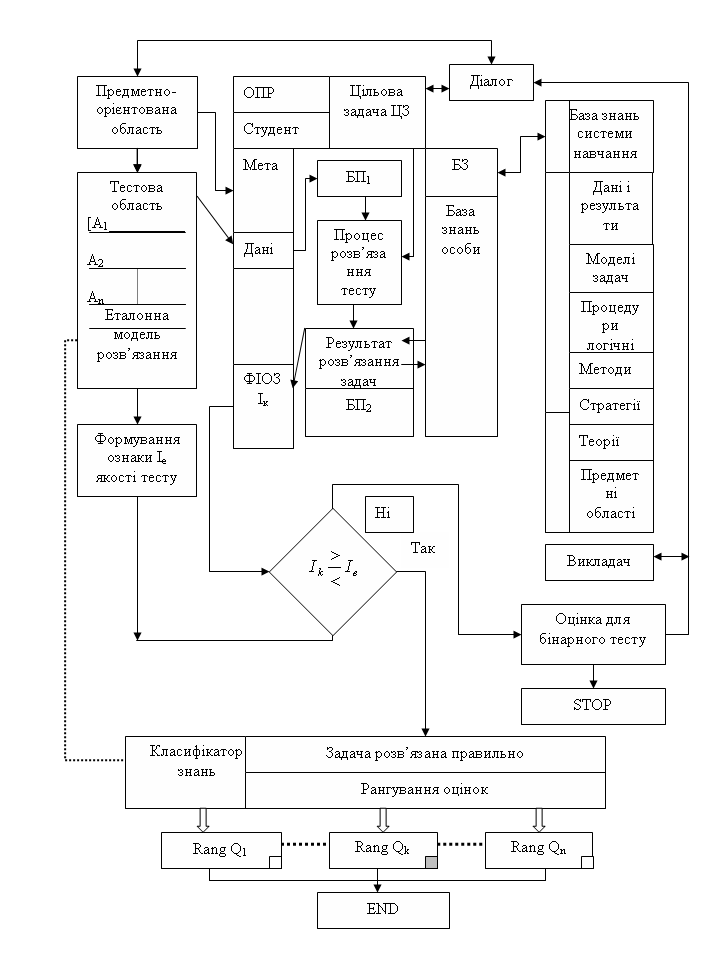 Діалог
Предметно-
орієнтована
область
ОПР
Студент
Цільова
задача ЦЗ
База знань
системи
навчання
Дані і
результа
ти
Моделі
задач
Процеду
ри
логічні
Методи
Стратегії
Теорії
Предмет
ні
області
Тестова
область
[A1
A2
An
Еталонна
модель
розв’язання
Мета
Дані
ФІОЗ
Iк
БП1
Процес
розв’яза
ння
тесту
Результат
розв’язання
задач
БП2
БЗ
База
знань
особи
Формування
ознаки Ie
якості тесту
Ні
Так
Ik > < Ie
Викладач
Оцінка для
бінарного тесту
STOP
Класифікатор
знань
Задача розв’язана правильно
Рангування оцінок
Rang Q1
Rang Qk
Rang Qn
END